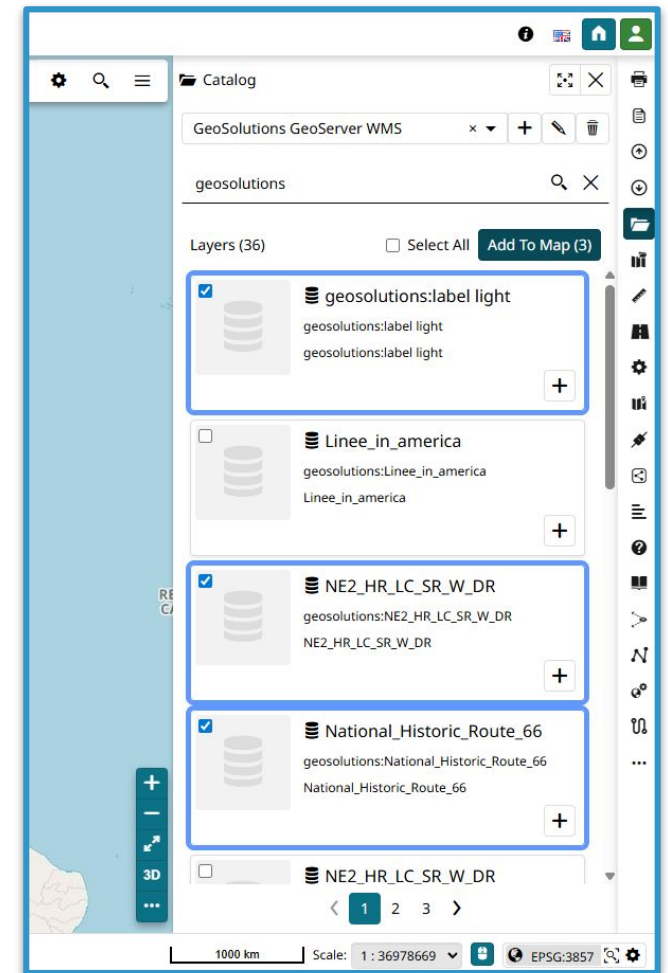 Catalog
GeoSolutions GeoServer WMS
geosolutions
Layers (36)
Select All
Add To Map (3)
geosolutions:label light
geosolutions:label light
geosolutions:label light
Linee_in_america
geosolutions:Linee_in_america
Linee_in_america
NE2_HR_LC_SR_W_DR
geosolutions:NE2_HR_LC_SR_W_DR
NE2_HR_LC_SR_W_DR
RE
CA
National_Historic_Route_66
geosolutions:National_Historic_Route_66
National_Historic_Route_66
3D
NE2_HR_LC_SR_W_DR
1 2 3
1000 km
Scale: 1 : 36978669
EPSG:3857